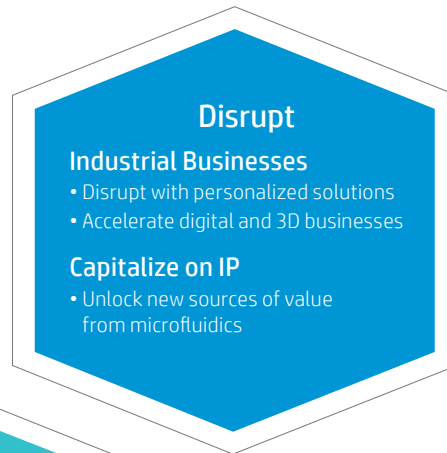 Disrupt
Industrial Businesses
• Disrupt with personalized solutions
• Accelerate digital and 3D businesses
Capitalize on IP
• Unlock new sources of value
from microfluidics